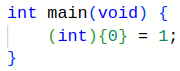 int main(void) {
    (int){0} = 1;
}